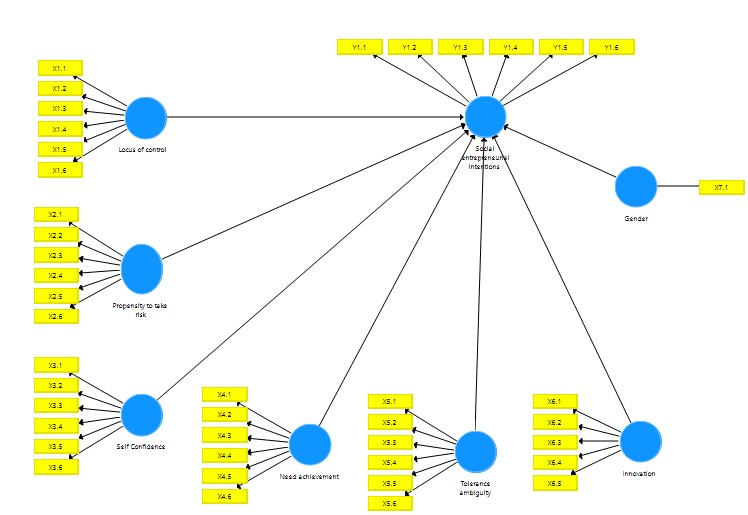 Y1.1
Y1.2
Y1.3
Y1.4
Y1.5
Y1.6
X1.1
X1.2
X1.3
X1.4
X1.5
X1.6
Locus of control
Social
entrepreneurial
intentions
X7.1
Gender
X2.1
X2.2
X2.3
X2.4
X2.5
X2.6
Propensity to take
risk
X3.1
X3.2
X3.3
X3.4
X3.5
X3.6
Self Confidence
X4.1
X4.2
X4.3
X4.4
X4.5
X4.6
Need achievement
X5.1
X5.2
X5.3
X5.4
X5.5
X5.6
Tolerance
ambiguity
X6.1
X6.2
X6.3
X6.4
X6.5
Innovation